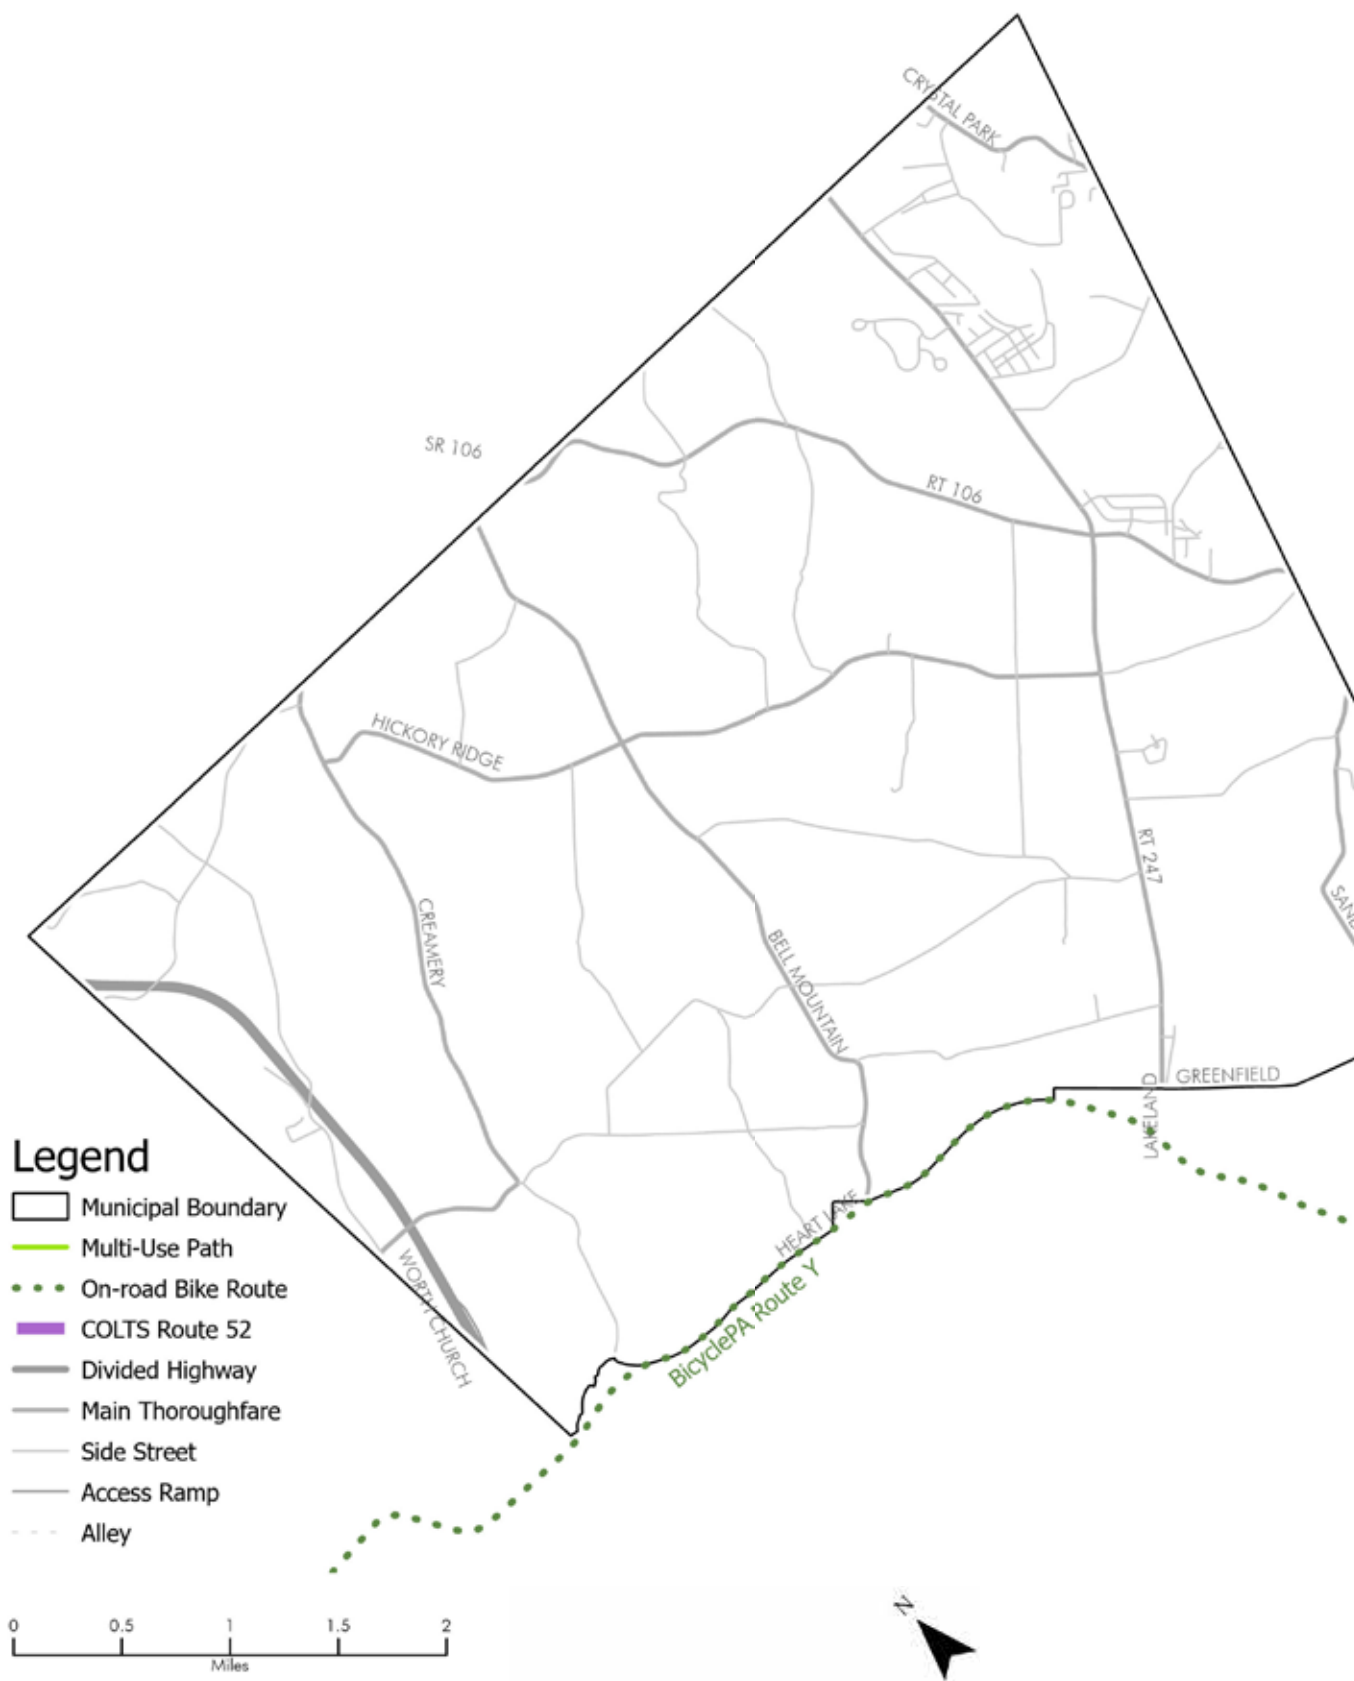 CRYSTAL PARK
SR 106
RT 106
HICKORY RIDGE
RT 247
CREAMERY
BELL MOUNTAIN
GREENFIELD
LAKELAND
HEART LAKE
WORTH CHURCH
BicyclePA Route Y
Legend
Municipal Boundary
Multi-Use Path
On-road Bike Route
COLTS Route 52
Divided Highway
Main Thoroughfare
Side Street
Access Ramp
Alley
0 0.5 1 1.5 2
Miles
N